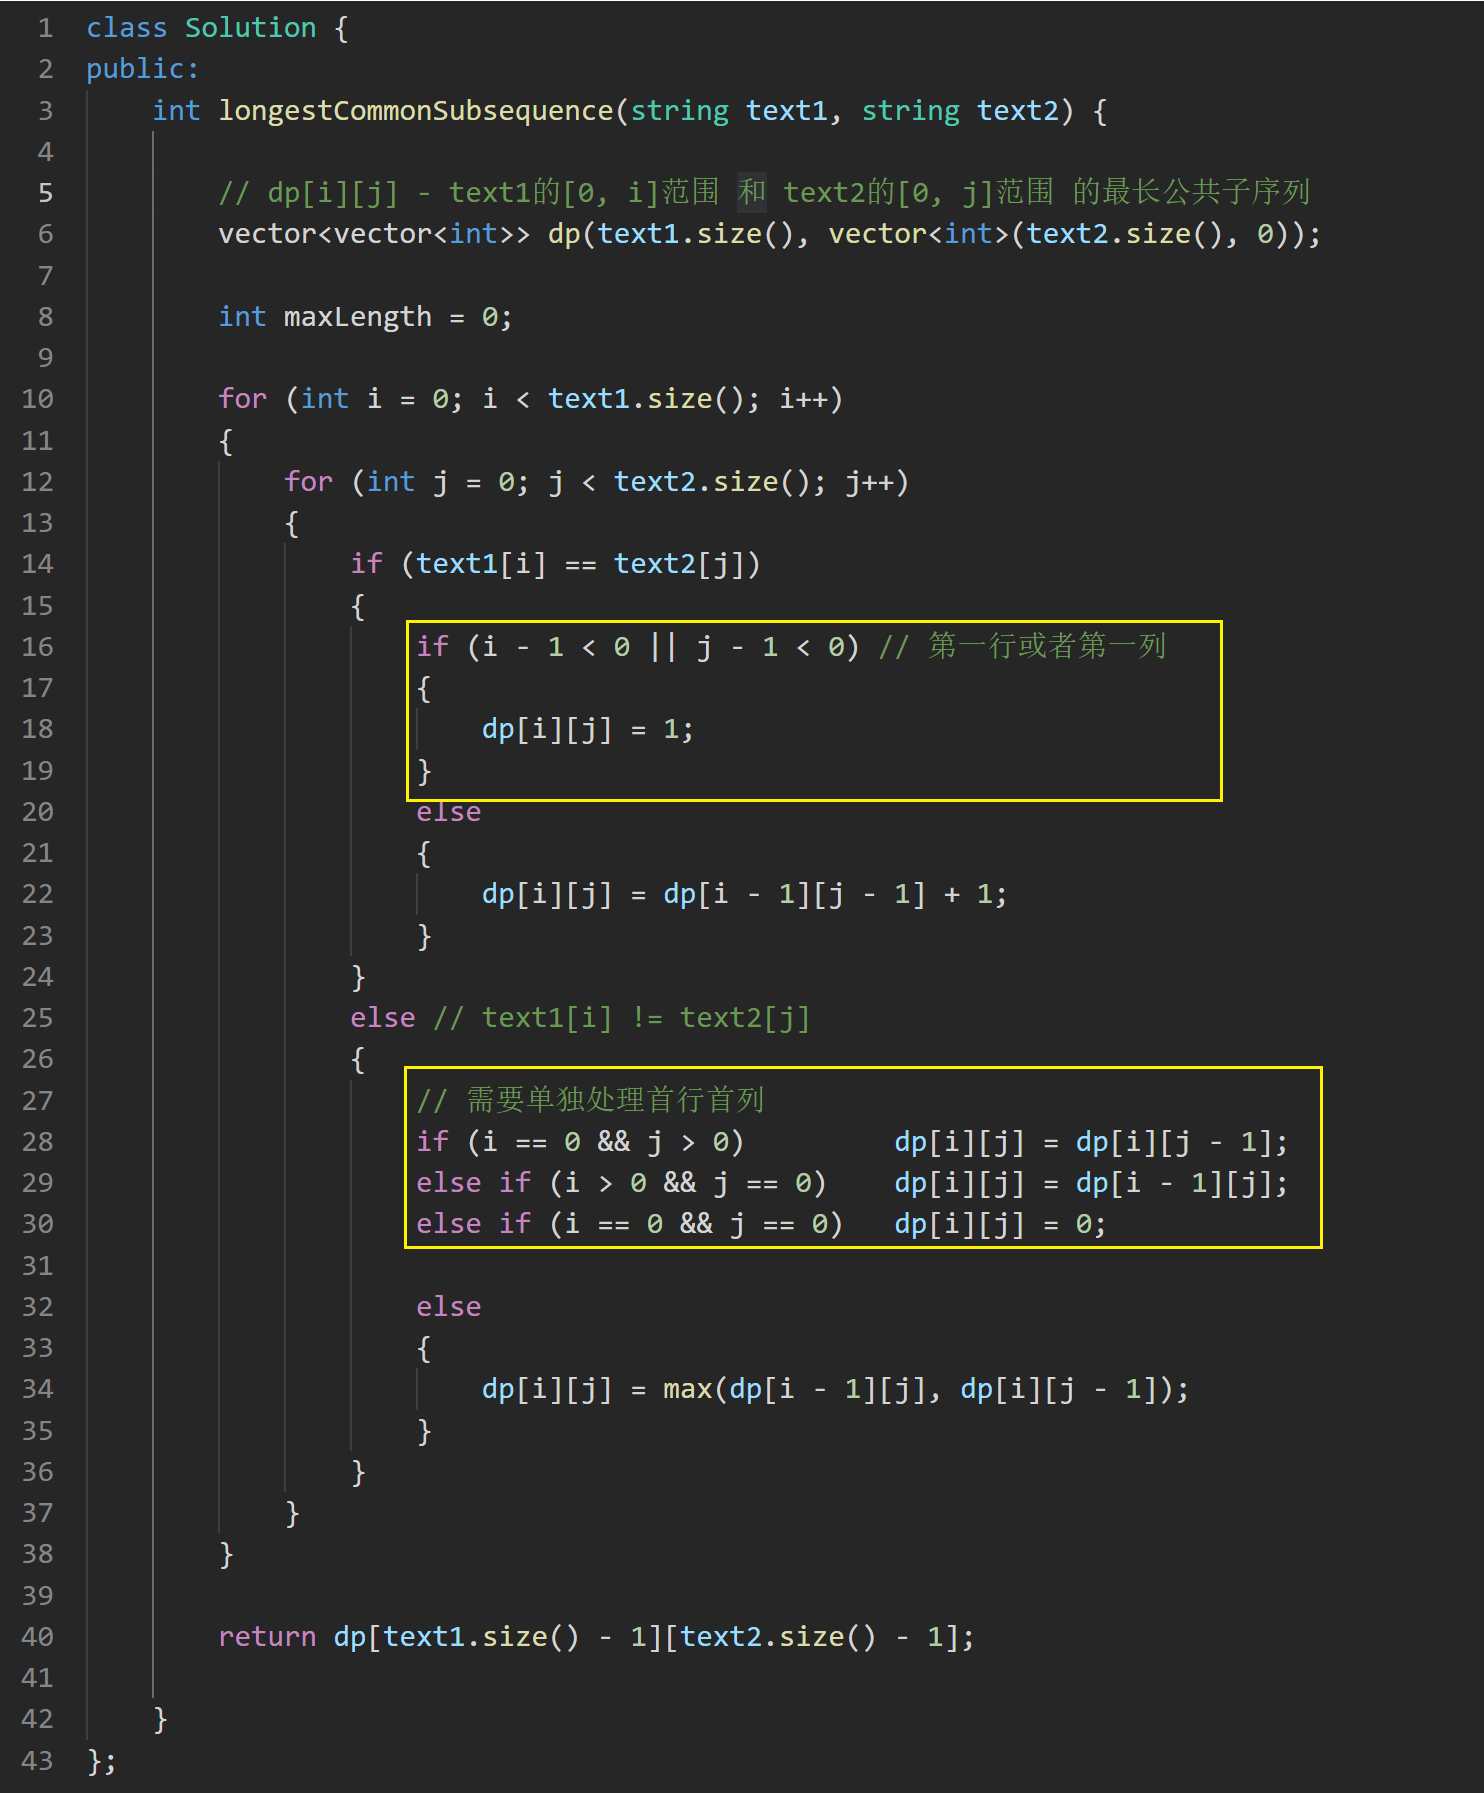 1 class Solution {
2 public:
3     int longestCommonSubsequence(string text1, string text2) {
4
5         // dp[i][j] - text1的[0, i]范围 和 text2的[0, j]范围 的最长公共子序列
6         vector<vector<int>> dp(text1.size(), vector<int>(text2.size(), 0));
7
8         int maxLength = 0;
9
10         for (int i = 0; i < text1.size(); i++)
11         {
12             for (int j = 0; j < text2.size(); j++)
13             {
14                 if (text1[i] == text2[j])
15                 {
16                     if (i - 1 < 0 || j - 1 < 0) // 第一行或者第一列
17                     {
18                         dp[i][j] = 1;
19                     }
20                     else
21                     {
22                         dp[i][j] = dp[i - 1][j - 1] + 1;
23                     }
24                 }
25                 else // text1[i] != text2[j]
26                 {
27                     // 需要单独处理首行首列
28                     if (i == 0 && j > 0)         dp[i][j] = dp[i][j - 1];
29                     else if (i > 0 && j == 0)    dp[i][j] = dp[i - 1][j];
30                     else if (i == 0 && j == 0)   dp[i][j] = 0;
31
32                     else
33                     {
34                         dp[i][j] = max(dp[i - 1][j], dp[i][j - 1]);
35                     }
36                 }
37             }
38         }
39
40         return dp[text1.size() - 1][text2.size() - 1];
41
42     }
43 };